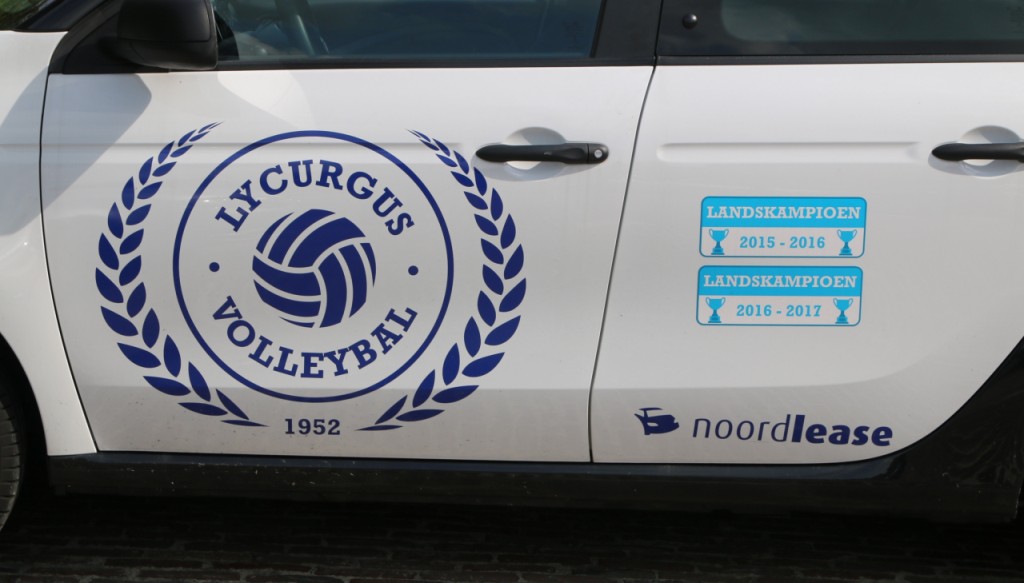 LYCURGUS
VOLLEYBAL
1952
LANDSKAMPIOEN
2015 - 2016
LANDSKAMPIOEN
2016 - 2017
noordlease